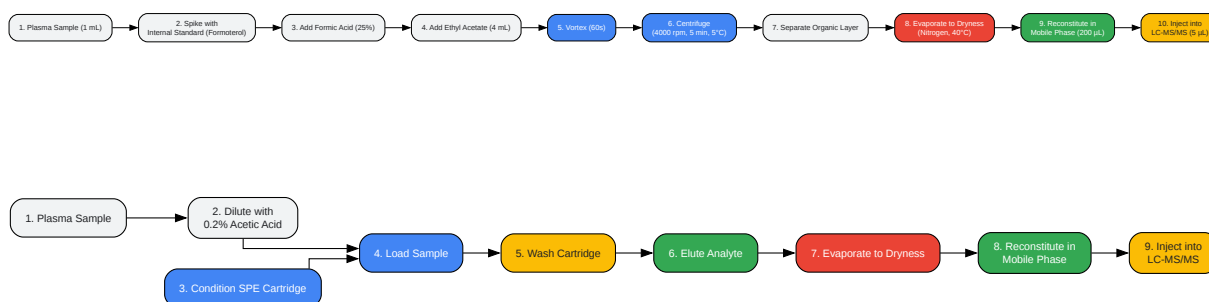 1. Plasma Sample (1 mL)
2. Spike with
Internal Standard (Formoterol)
3. Add Formic Acid (25%)
4. Add Ethyl Acetate (4 mL)
5. Vortex (60s)
6. Centrifuge
(4000 rpm, 5 min, 5°C)
7. Separate Organic Layer
8. Evaporate to Dryness
(Nitrogen, 40°C)
9. Reconstitute in
Mobile Phase (200 µL)
10. Inject into
LC-MS/MS (5 µL)
1. Plasma Sample
2. Dilute with
0.2% Acetic Acid
3. Condition SPE Cartridge
4. Load Sample
5. Wash Cartridge
6. Elute Analyte
7. Evaporate to Dryness
8. Reconstitute in
Mobile Phase
9. Inject into
LC-MS/MS